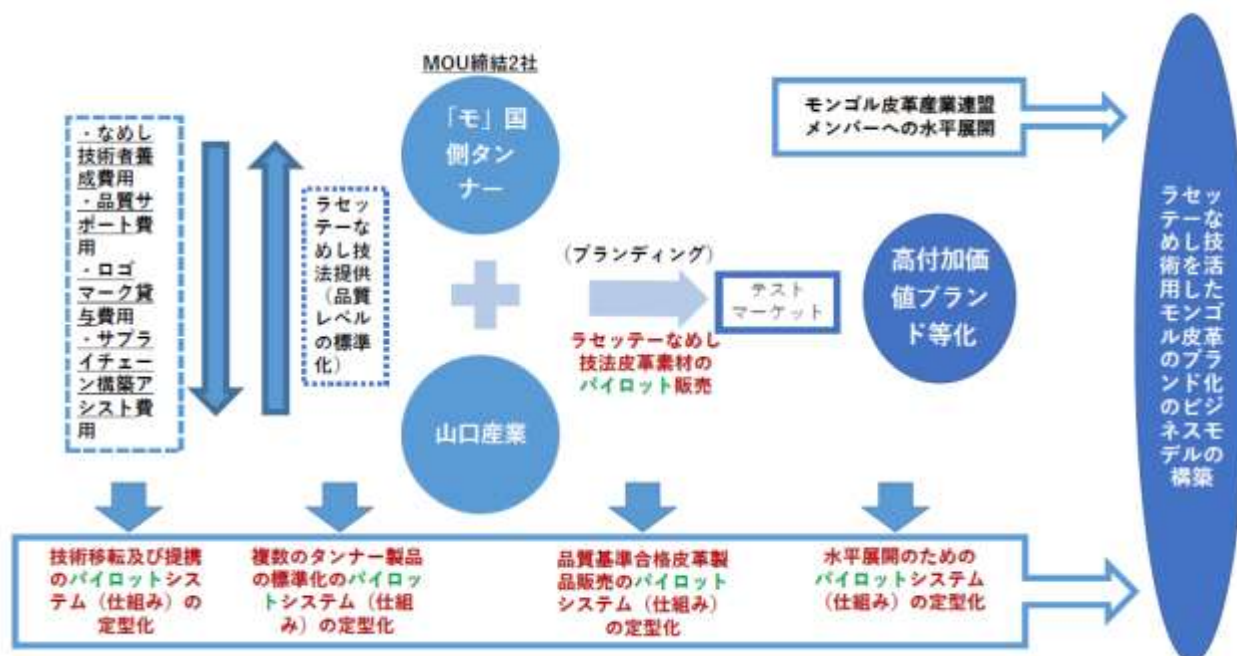 MOU締結2社
「モ」国
側タン
ナー
・なめし
技術者養
成費用
・品質サ
ポート費
用
・ロゴ
マーク貸
与費用
・サプラ
イチェー
ン構築ア
シスト費
用
ラセッ
テーな
めし技
法提供
(品質
レベル
の標準
化)
山口産業
(ブランディング)
ラセッテーなめし
技法皮革素材の
パイロット販売
テスト
マーケット
モンゴル皮革産業連盟
メンバーへの水平展開
高付加価
値ブラン
ド等化
ラセッ
テーな
めし技
術を活
用した
モンゴ
ル皮革
のブラ
ンド化
のビジ
ネスモ
デルの
構築
技術移転及び提携
のパイロットシス
テム(仕組み)の
定型化
複数のタンナー製品
の標準化のパイロッ
トシステム(仕組
み)の定型化
品質基準合格皮革製
品販売のパイロット
システム(仕組み)
の定型化
水平展開のための
パイロットシステム
(仕組み)の定型化